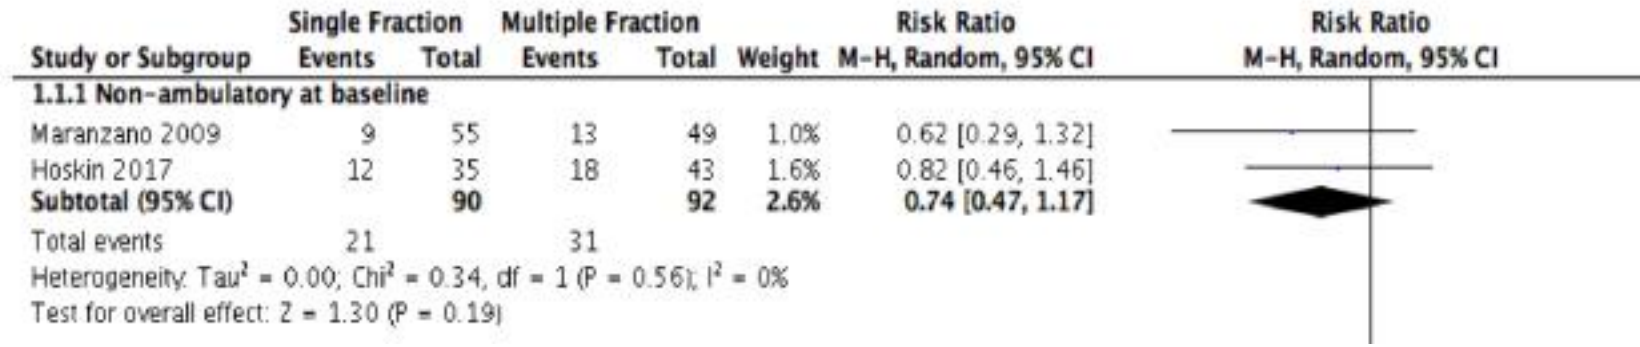 Single Fraction Multiple Fraction Risk Ratio Risk Ratio
Study or Subgroup Events Total Events Total Weight M-H, Random, 95% CI M-H, Random, 95% CI
1.1.1 Non-ambulatory at baseline
Maranzano 2009 9 55 13 49 1.0% 0.62 [0.29, 1.32]
Hoskin 2017 12 35 18 43 1.6% 0.82 [0.46, 1.46]
Subtotal (95% CI) 90 92 2.6% 0.74 [0.47, 1.17]
Total events 21 31
Heterogeneity: Tau² = 0.00; Chi² = 0.34, df = 1 (P = 0.56); I² = 0%
Test for overall effect: Z = 1.30 (P = 0.19)